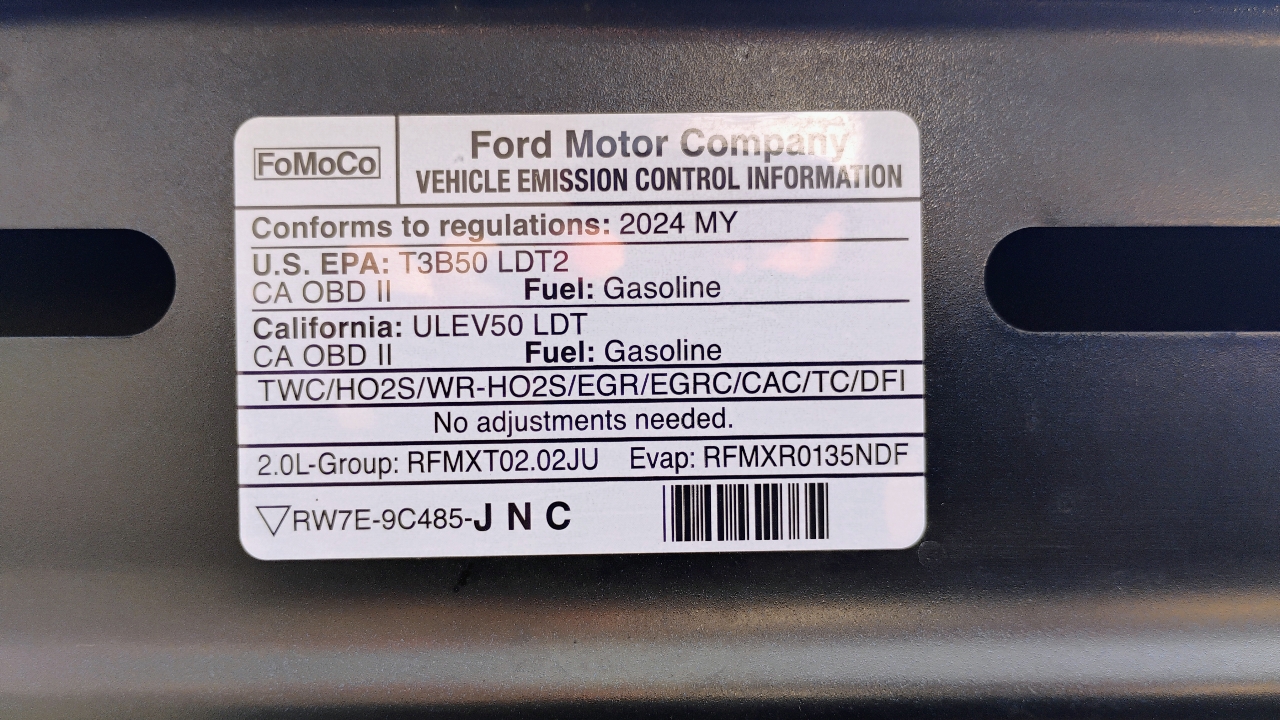 FoMoCo
Ford Motor Company
VEHICLE EMISSION CONTROL INFORMATION
Conforms to regulations: 2024 MY
U.S. EPA: T3B50 LDT2
CA OBD II Fuel: Gasoline
California: ULEV50 LDT
CA OBD II Fuel: Gasoline
TWC/HO2S/WR-HO2S/EGR/EGRC/CAC/TC/DFI
No adjustments needed.
2.0L-Group: RFMXT02.02JU Evap: RFMXR0135NDF
RW7E-9C485-J N C